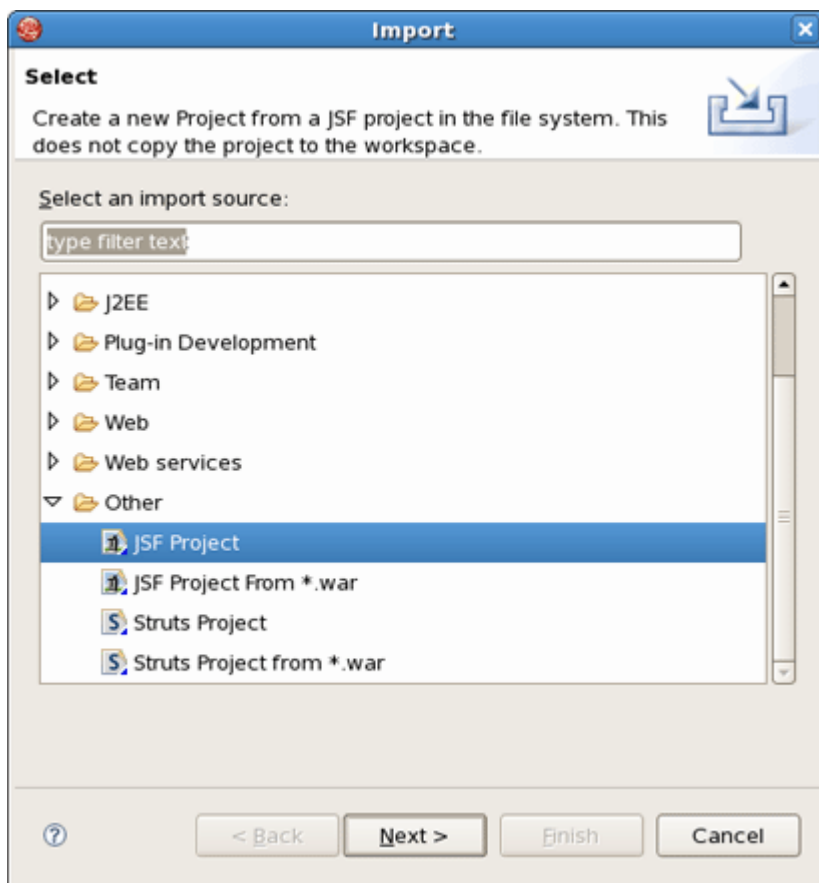 Import
Select
Create a new Project from a JSF project in the file system. This
does not copy the project to the workspace.
Select an import source:
type filter text
J2EE
Plug-in Development
Team
Web
Web services
Other
JSF Project
JSF Project From *.war
Struts Project
Struts Project from *.war
< Back Next > Finish Cancel